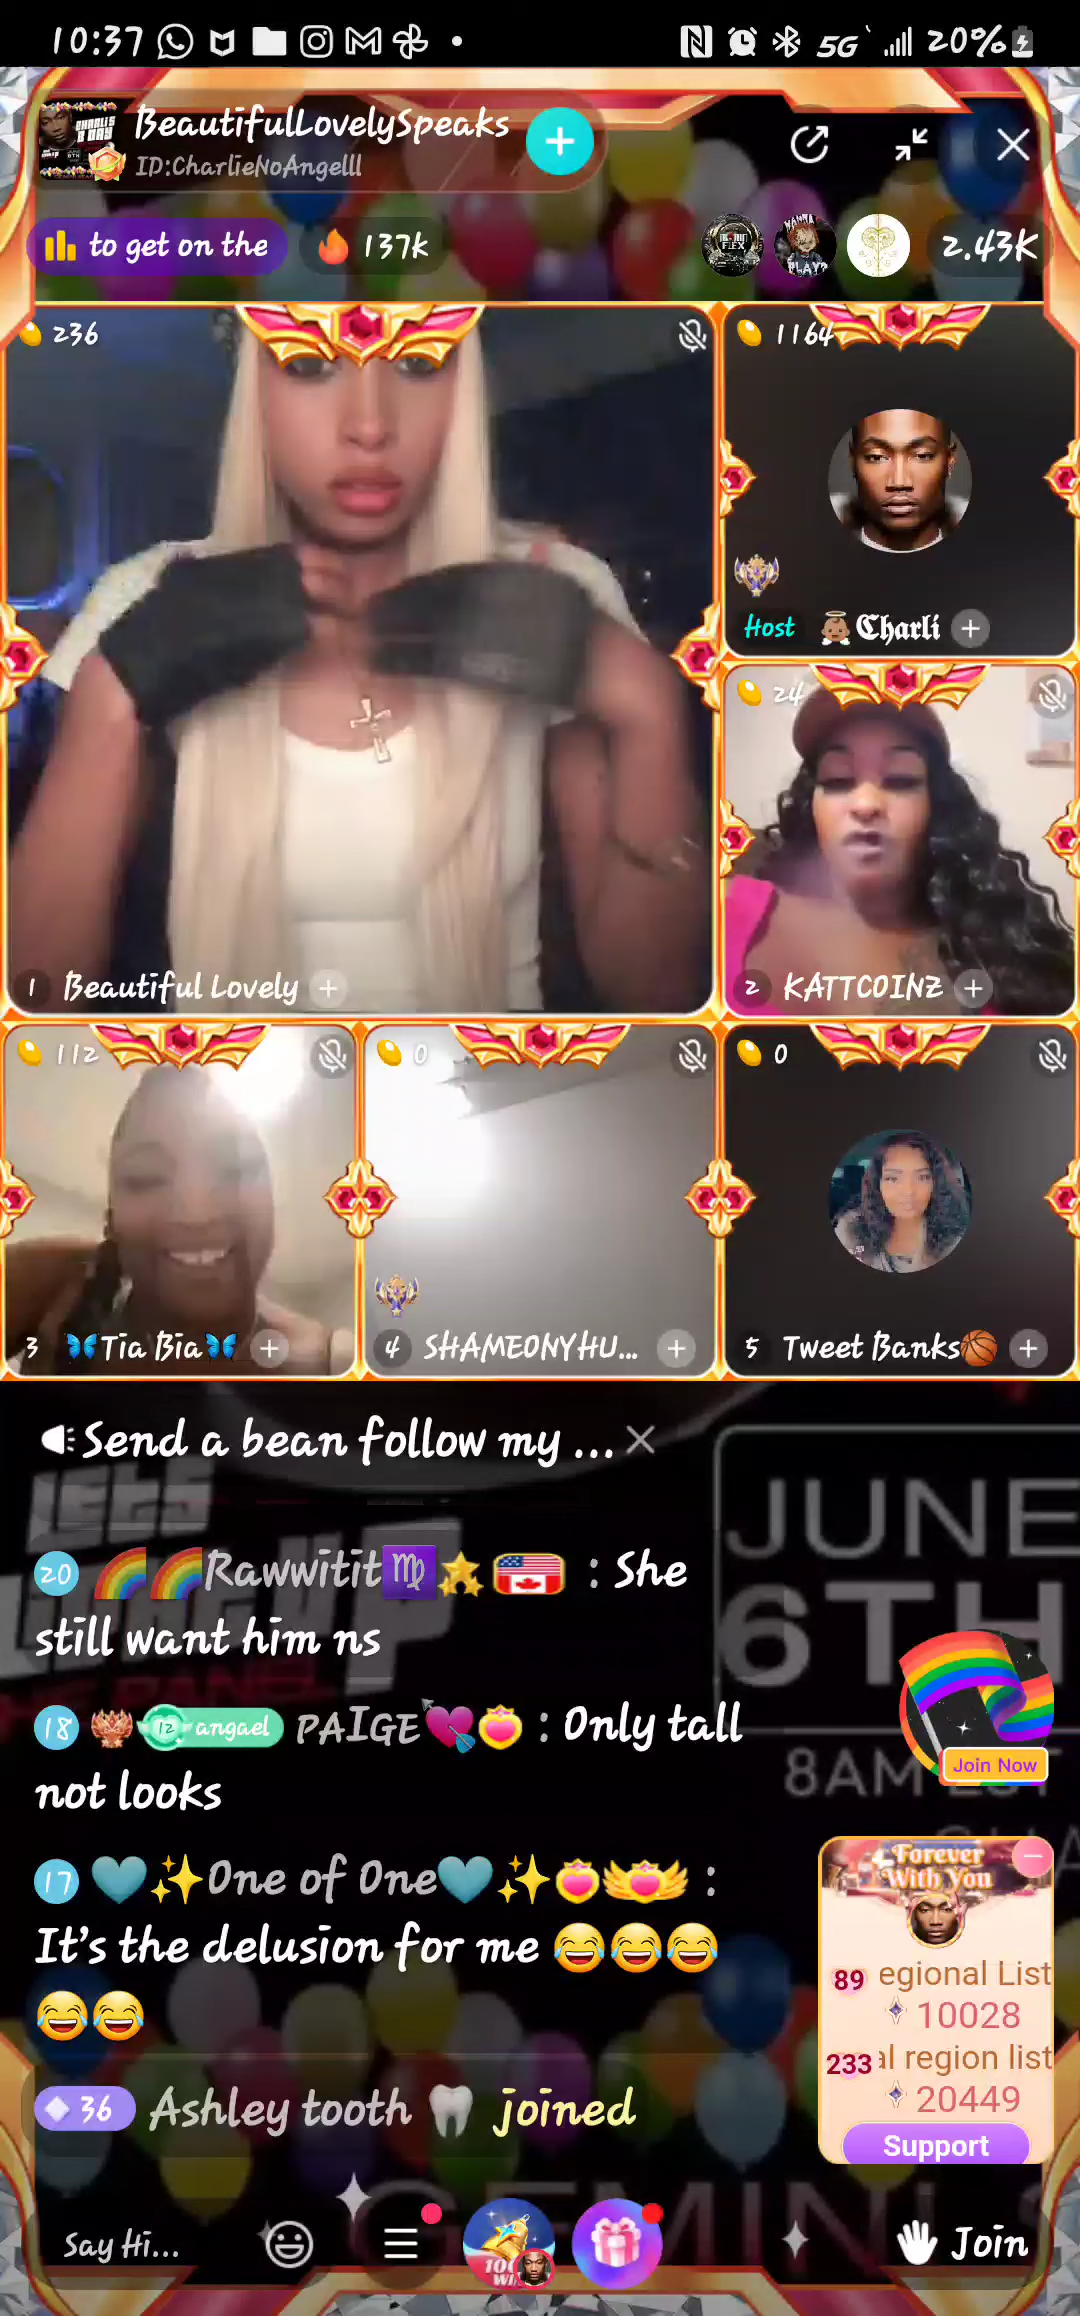 10:37
5G
20%
BeautifulLovelySpeaks
ID:CharlieNoAngelll
to get on the
137k
2.43K
236
1164
Host Charli
24
1 Beautiful Lovely
2 KATTCOINZ
112
0
0
3 Tia Bia
4 SHAMEONYHU...
5 Tweet Banks
Send a bean follow my ...
JUNE
6TH
8AM
20 Rawwitit : She
still want him ns
18 12 angael PAIGE : Only tall
not looks
Join Now
17 One of One :
It's the delusion for me
Forever
With You
89 egional List
10028
233 al region list
20449
Support
36 Ashley tooth joined
GEMINI
Say Hi...
Join